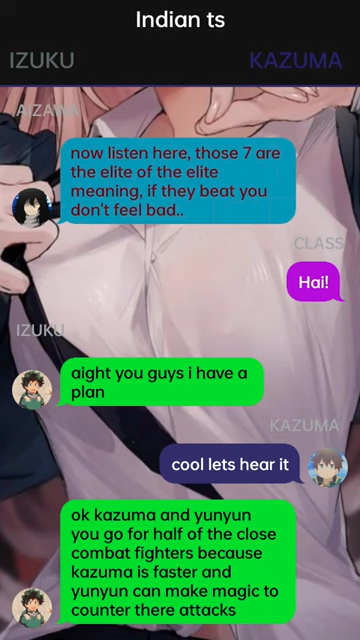 Indian ts
IZUKU
KAZUMA
AIZAWA
now listen here, those 7 are
the elite of the elite
meaning, if they beat you
don't feel bad..
CLASS
Hai!
IZUKU
aight you guys i have a
plan
KAZUMA
cool lets hear it
ok kazuma and yunyun
you go for half of the close
combat fighters because
kazuma is faster and
yunyun can make magic to
counter there attacks